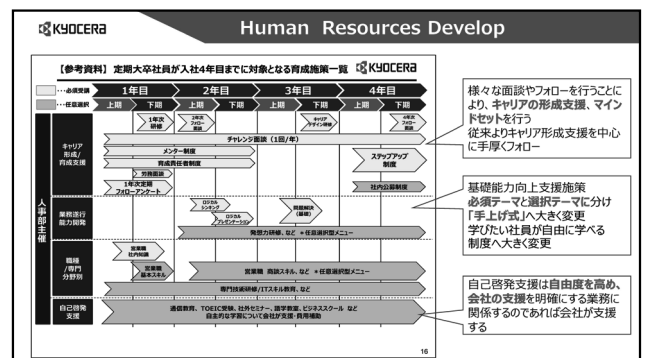 KYOCERA
Human Resources Develop
【参考資料】 定期大卒社員が入社4年目までに対象となる育成施策一覧
KYOCERA
・・・必須受講
・・・任意選択
1年目
2年目
3年目
4年目
上期
下期
上期
下期
上期
下期
上期
下期
人事部主催
キャリア
形成/
育成支援
1年次
研修
2年次
フォロー
面談
キャリア
デザイン研修
4年次
フォロー
面談
チャレンジ面談(1回/年)
メンター制度
育成責任者制度
ステップアップ
制度
労務面談
1年次定期
フォローアンケート
社内公募制度
業務遂行
能力開発
ロジカル
シンキング
ロジカル
プレゼンテーション
問題解決
(基礎)
発想力研修、など *任意選択型メニュー
職種
/専門
分野別
営業職
社内知識
営業職
基本スキル
営業職 商談スキル、など *任意選択型メニュー
専門技術研修/ITスキル教育、など
自己啓発
支援
通信教育、TOEIC受験、社外セミナー、語学教室、ビジネススクール など
自主的な学習について会社が支援・費用補助
16
様々な面談やフォローを行うことに
より、キャリアの形成支援、マイン
ドセットを行う
従来よりキャリア形成支援を中心
に手厚くフォロー
基礎能力向上支援施策
必須テーマと選択テーマに分け
「手上げ式」へ大きく変更
学びたい社員が自由に学べる
制度へ大きく変更
自己啓発支援は自由度を高め、
会社の支援を明確にする業務に
関係するのであれば会社が支援
する